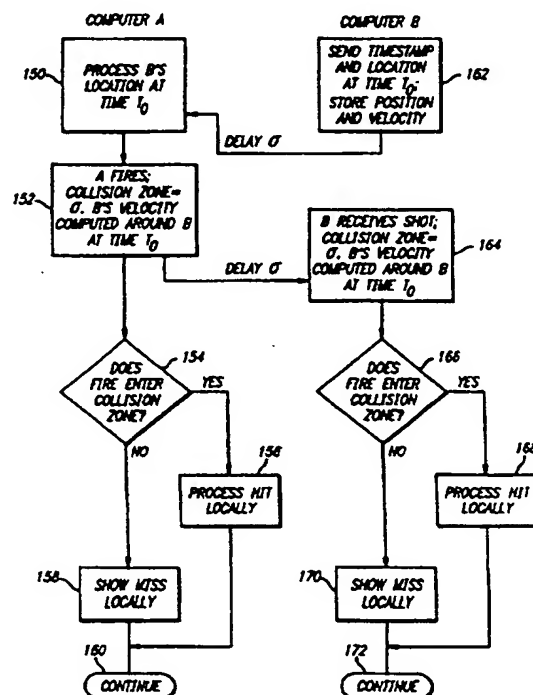 COMPUTER A
COMPUTER B
150
PROCESS B'S
LOCATION AT
TIME T0
SEND TIMESTAMP
AND LOCATION
AT TIME T0;
STORE POSITION
AND VELOCITY
162
DELAY σ
152
A FIRES;
COLLISION ZONE=
σ. B'S VELOCITY
COMPUTED AROUND B
AT TIME T0
B RECEIVES SHOT;
COLLISION ZONE=
σ. B'S VELOCITY
COMPUTED AROUND B
AT TIME T0
164
DELAY σ
154
DOES
FIRE ENTER
COLLISION
ZONE?
YES
NO
166
DOES
FIRE ENTER
COLLISION
ZONE?
YES
NO
156
PROCESS HIT
LOCALLY
168
PROCESS HIT
LOCALLY
158
SHOW MISS
LOCALLY
170
SHOW MISS
LOCALLY
160
CONTINUE
172
CONTINUE